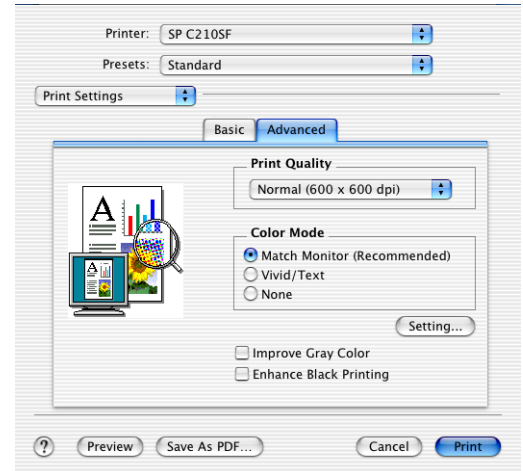 Printer: SP C210SF
Presets: Standard
Print Settings
Basic Advanced
Print Quality
Normal (600 x 600 dpi)
Color Mode
Match Monitor (Recommended)
Vivid/Text
None
Setting...
Improve Gray Color
Enhance Black Printing
A
A
? Preview Save As PDF... Cancel Print